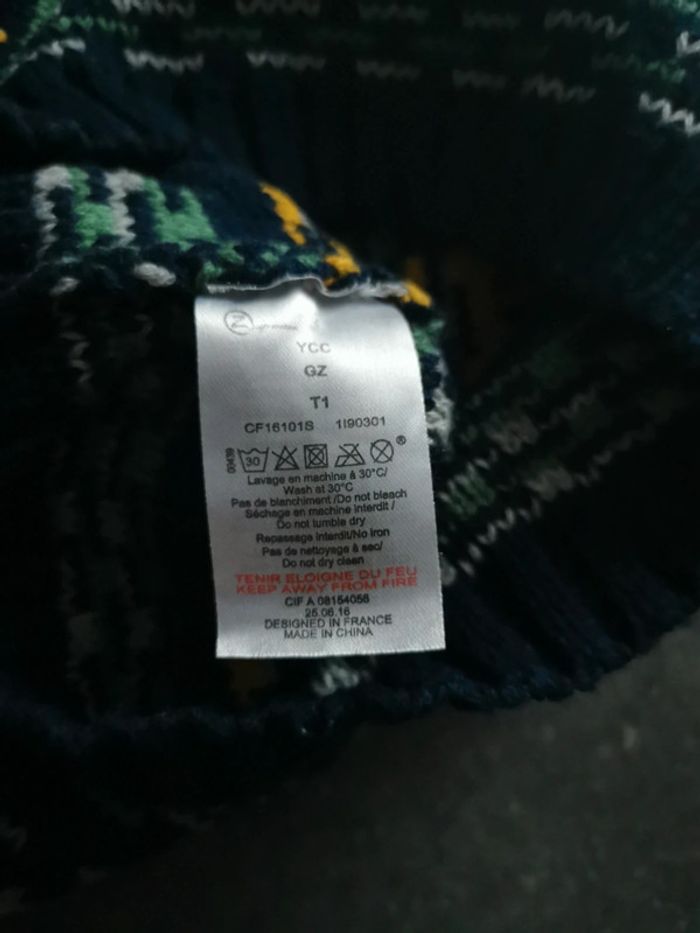 Z
YCC
GZ
T1
CF16101S 1I90301
00439 30 ®
Lavage en machine à 30°C/
Wash at 30°C
Pas de blanchiment /Do not bleach
Séchage en machine interdit /
Do not tumble dry
Repassage interdit/No iron
Pas de nettoyage à sec/
Do not dry clean
TENIR ELOIGNE DU FEU
KEEP AWAY FROM FIRE
CIF A 08154056
25.06.16
DESIGNED IN FRANCE
MADE IN CHINA